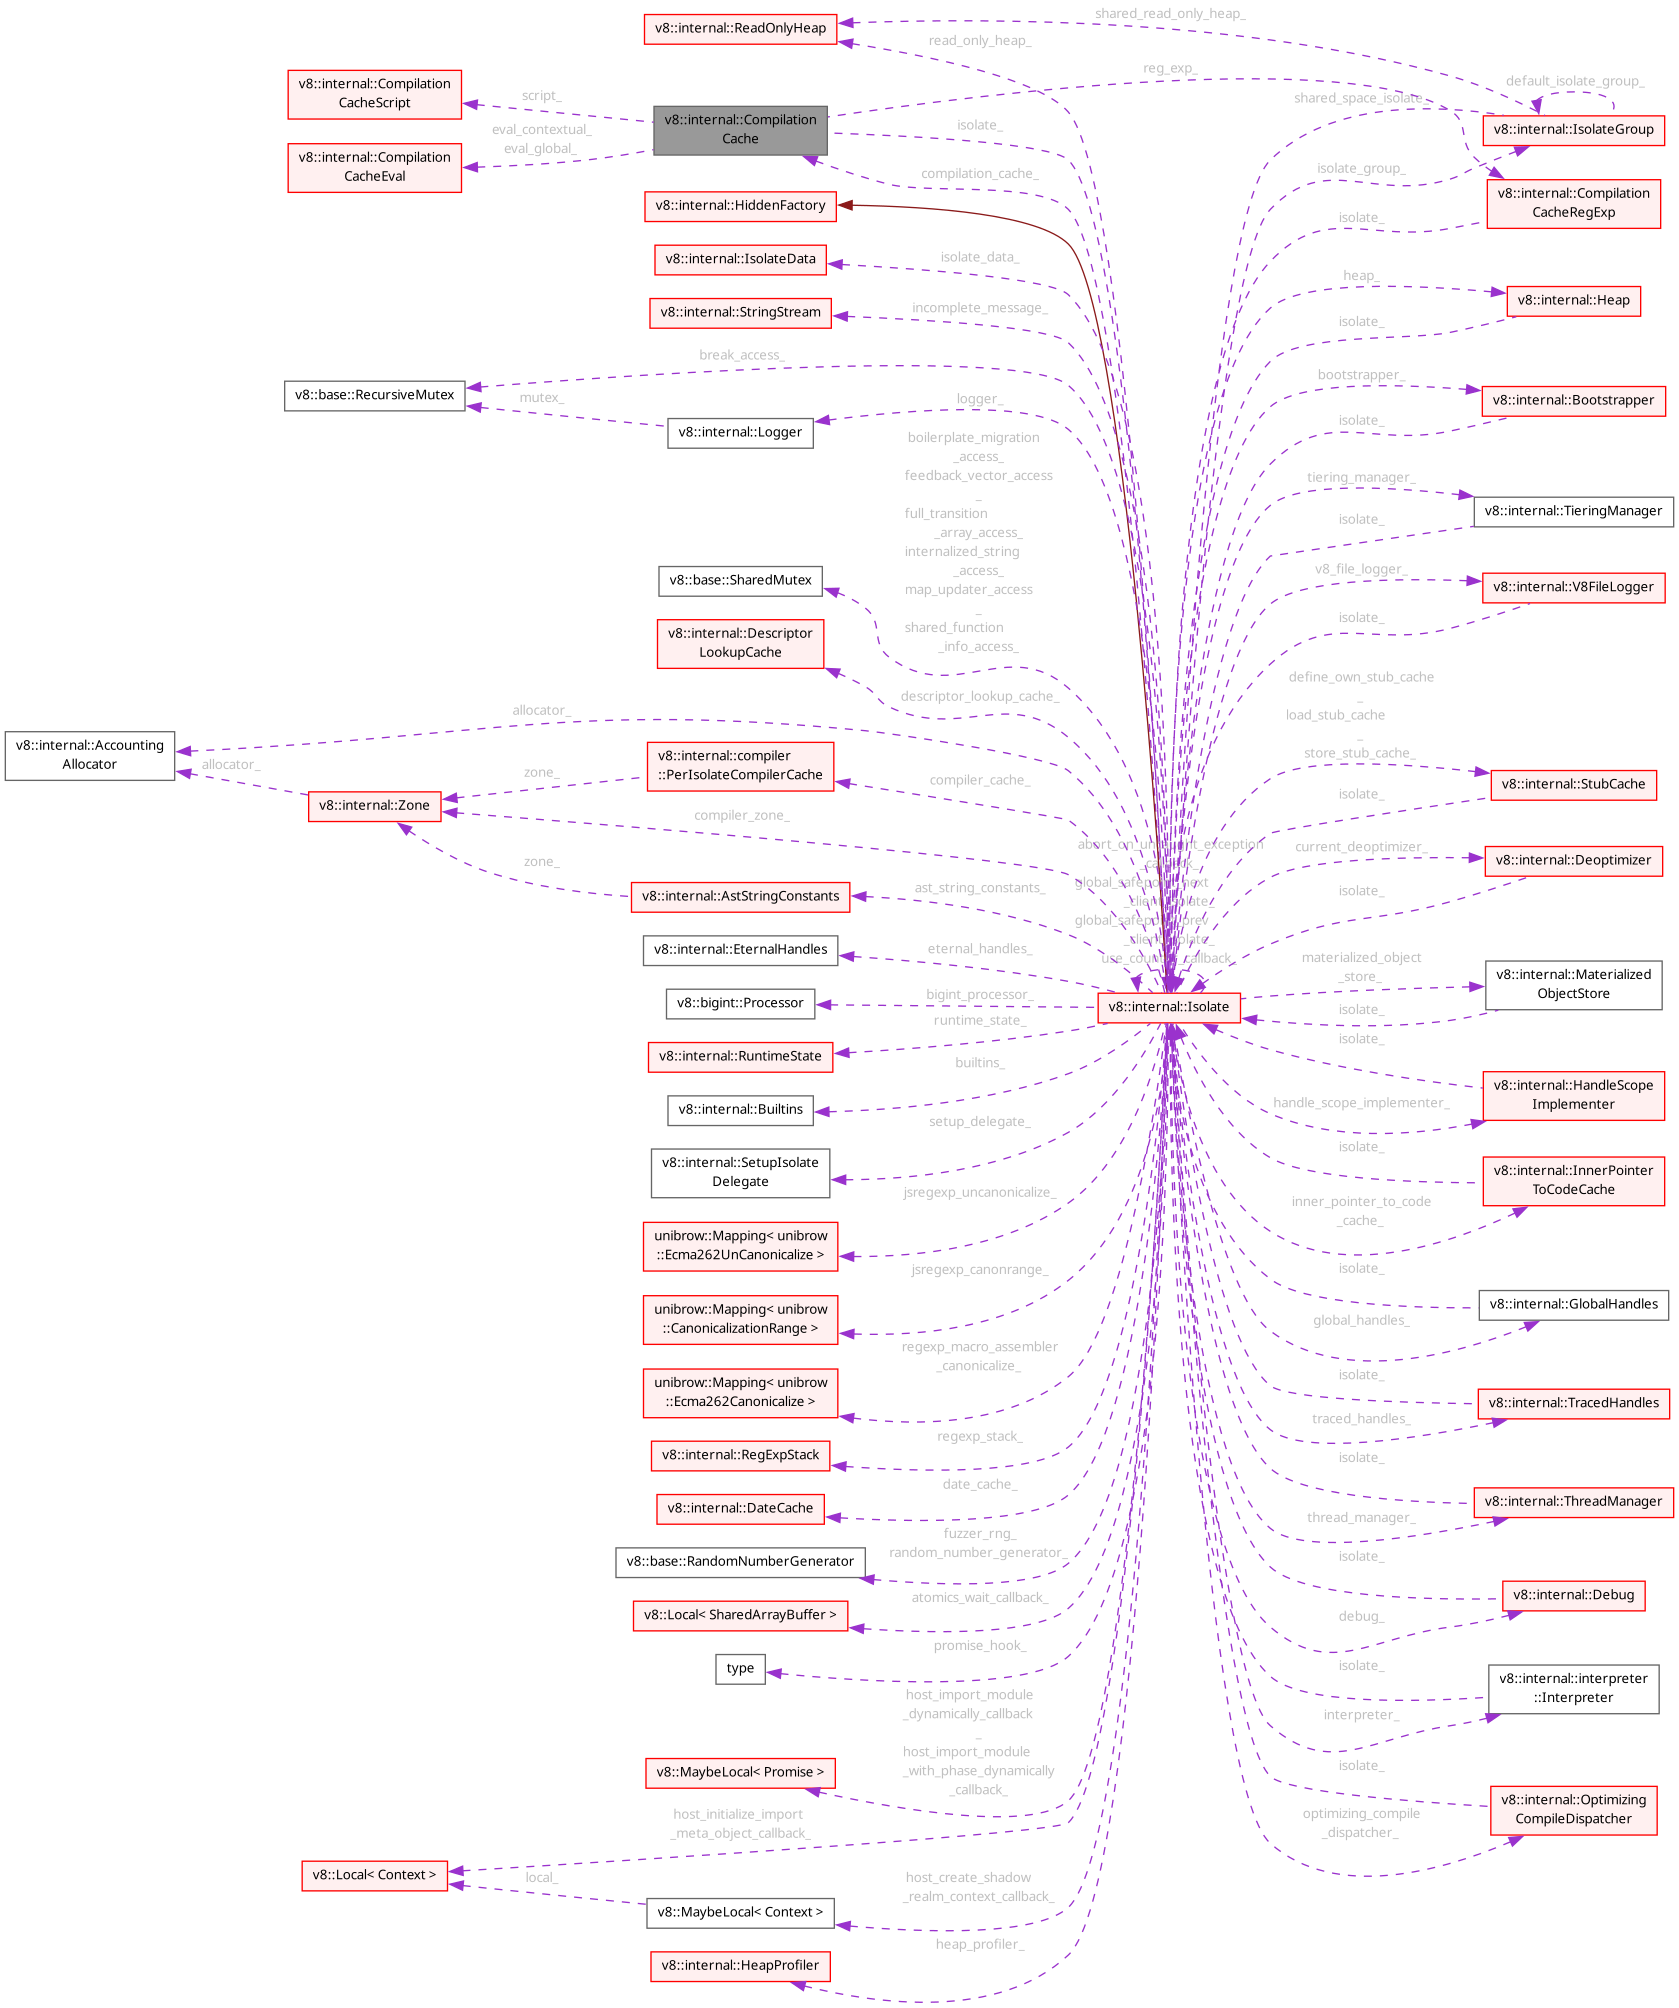 shared_read_only_heap_
v8::internal::ReadOnlyHeap
read_only_heap_
reg_exp_
default_isolate_group_
v8::internal::Compilation
CacheScript
script_
v8::internal::Compilation
Cache
isolate_
shared_space_isolate_
v8::internal::IsolateGroup
eval_contextual_
eval_global_
v8::internal::Compilation
CacheEval
compilation_cache_
isolate_group_
v8::internal::Compilation
CacheRegExp
v8::internal::HiddenFactory
isolate_
v8::internal::IsolateData
isolate_data_
heap_
v8::internal::Heap
v8::internal::StringStream
incomplete_message_
isolate_
break_access_
v8::base::RecursiveMutex
mutex_
logger_
v8::internal::Logger
bootstrapper_
v8::internal::Bootstrapper
isolate_
boilerplate_migration
_access_
feedback_vector_access
_
full_transition
_array_access_
internalized_string
_access_
map_updater_access
_
shared_function
_info_access_
tiering_manager_
v8::internal::TieringManager
isolate_
v8::base::SharedMutex
v8_file_logger_
v8::internal::V8FileLogger
isolate_
v8::internal::Descriptor
LookupCache
descriptor_lookup_cache_
define_own_stub_cache
_
load_stub_cache
_
store_stub_cache_
v8::internal::StubCache
isolate_
allocator_
v8::internal::Accounting
Allocator
allocator_
v8::internal::Zone
zone_
v8::internal::compiler
::PerIsolateCompilerCache
compiler_cache_
compiler_zone_
zone_
v8::internal::AstStringConstants
ast_string_constants_
current_deoptimizer_
v8::internal::Deoptimizer
isolate_
use_counter_callback_
v8::internal::EternalHandles
eternal_handles_
v8::bigint::Processor
bigint_processor_
v8::internal::Isolate
materialized_object
_store_
v8::internal::Materialized
ObjectStore
isolate_
v8::internal::RuntimeState
runtime_state_
isolate_
v8::internal::HandleScope
Implementer
handle_scope_implementer_
v8::internal::Builtins
builtins_
v8::internal::SetupIsolate
Delegate
setup_delegate_
isolate_
v8::internal::InnerPointer
ToCodeCache
inner_pointer_to_code
_cache_
unibrow::Mapping< unibrow
::Ecma262UnCanonicalize >
jsregexp_uncanonicalize_
isolate_
v8::internal::GlobalHandles
global_handles_
unibrow::Mapping< unibrow
::CanonicalizationRange >
jsregexp_canonrange_
unibrow::Mapping< unibrow
::Ecma262Canonicalize >
regexp_macro_assembler
_canonicalize_
isolate_
v8::internal::TracedHandles
traced_handles_
v8::internal::RegExpStack
regexp_stack_
isolate_
v8::internal::ThreadManager
thread_manager_
v8::internal::DateCache
date_cache_
v8::base::RandomNumberGenerator
fuzzer_rng_
random_number_generator_
isolate_
v8::internal::Debug
debug_
v8::Local< SharedArrayBuffer >
atomics_wait_callback_
type
promise_hook_
isolate_
v8::internal::interpreter
::Interpreter
interpreter_
v8::MaybeLocal< Promise >
host_import_module
_dynamically_callback
_
host_import_module
_with_phase_dynamically
_callback_
isolate_
v8::internal::Optimizing
CompileDispatcher
optimizing_compile
_dispatcher_
host_initialize_import
_meta_object_callback_
v8::Local< Context >
local_
v8::MaybeLocal< Context >
host_create_shadow
_realm_context_callback_
v8::internal::HeapProfiler
heap_profiler_